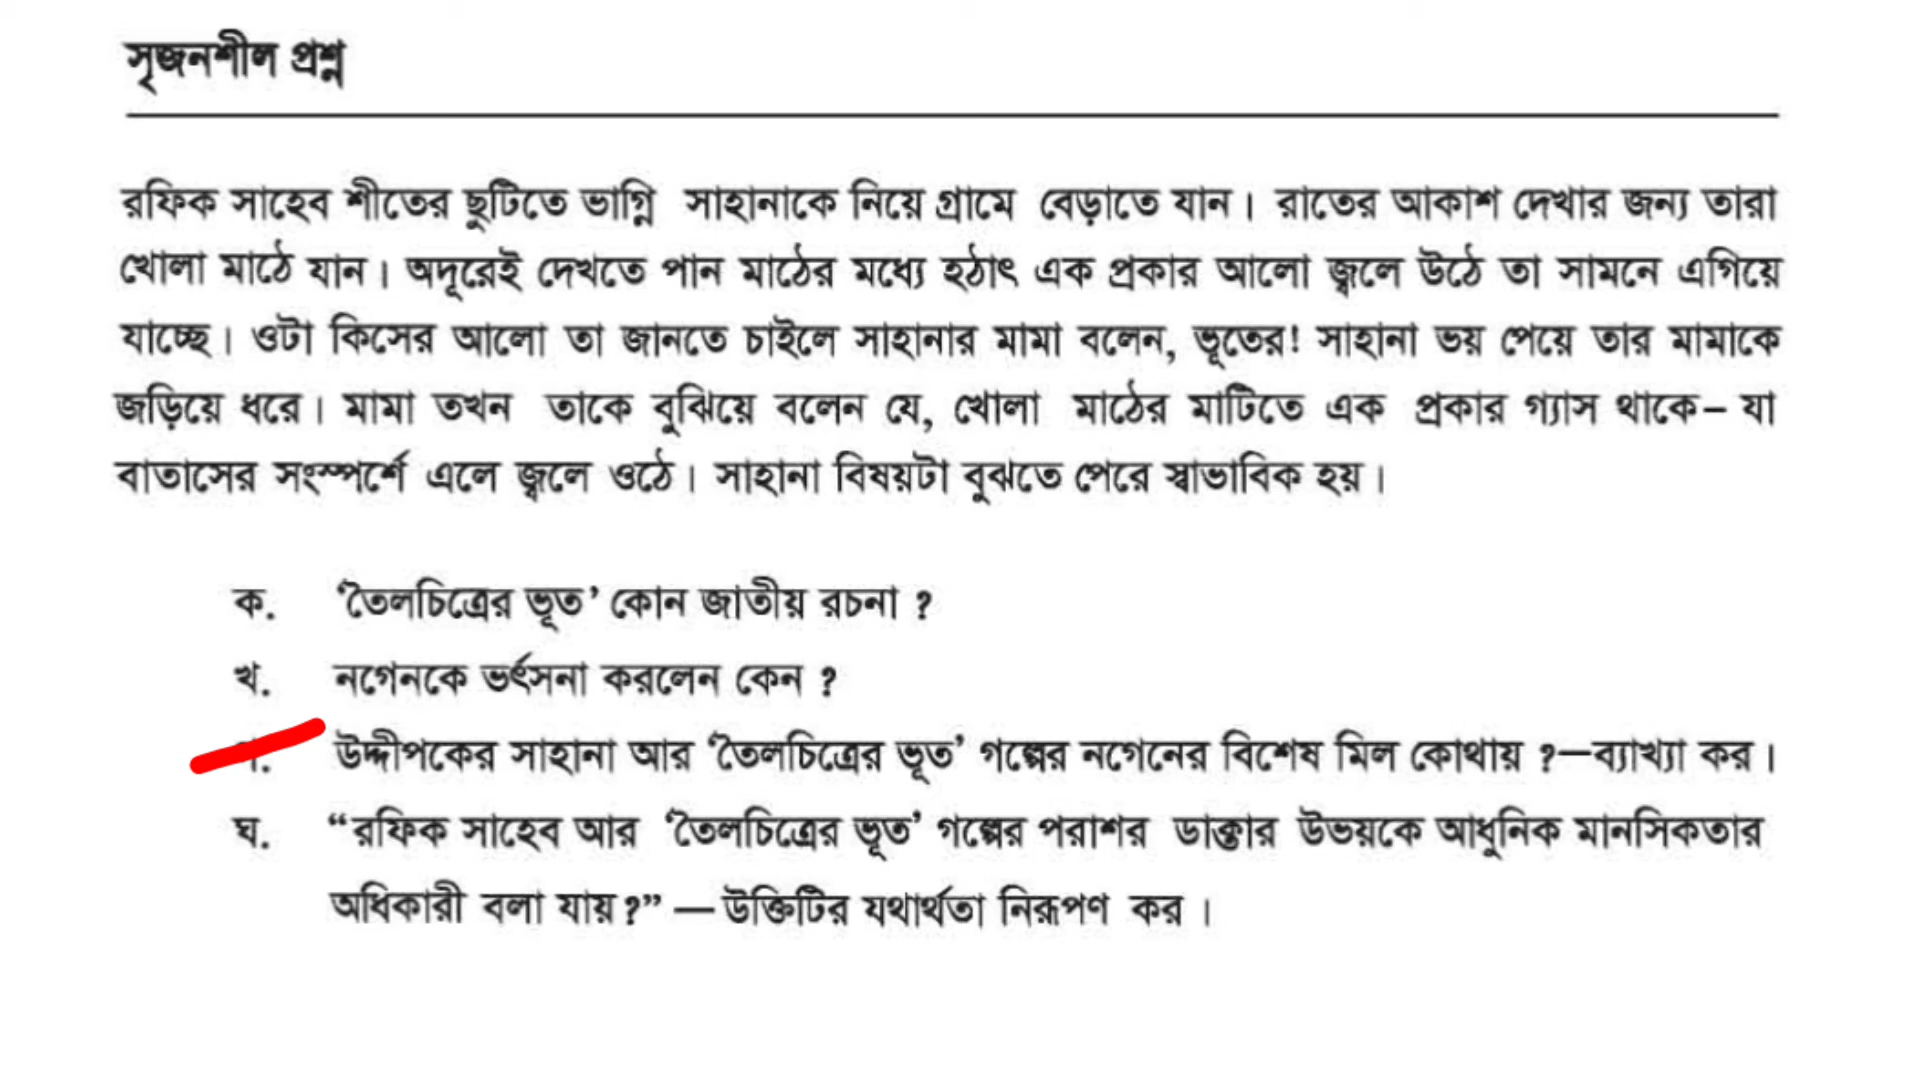 সৃজনশীল প্রশ্ন
রফিক সাহেব শীতের ছুটিতে ভাগ্নি সাহানাকে নিয়ে গ্রামে বেড়াতে যান। রাতের আকাশ দেখার জন্য তারা
খোলা মাঠে যান। অদূরেই দেখতে পান মাঠের মধ্যে হঠাৎ এক প্রকার আলো জ্বলে উঠে তা সামনে এগিয়ে
যাচ্ছে। ওটা কিসের আলো তা জানতে চাইলে সাহানার মামা বলেন, ভূতের! সাহানা ভয় পেয়ে তার মামাকে
জড়িয়ে ধরে। মামা তখন তাকে বুঝিয়ে বলেন যে, খোলা মাঠের মাটিতে এক প্রকার গ্যাস থাকে– যা
বাতাসের সংস্পর্শে এলে জ্বলে ওঠে। সাহানা বিষয়টা বুঝতে পেরে স্বাভাবিক হয়।
ক. ‘তৈলচিত্রের ভূত’ কোন জাতীয় রচনা ?
খ. নগেনকে ভর্ৎসনা করলেন কেন ?
উদ্দীপকের সাহানা আর ‘তৈলচিত্রের ভূত’ গল্পের নগেনের বিশেষ মিল কোথায় ?—ব্যাখ্যা কর।
ঘ. “রফিক সাহেব আর ‘তৈলচিত্রের ভূত’ গল্পের পরাশর ডাক্তার উভয়কে আধুনিক মানসিকতার
অধিকারী বলা যায়?” —উক্তিটির যথার্থতা নিরূপণ কর।